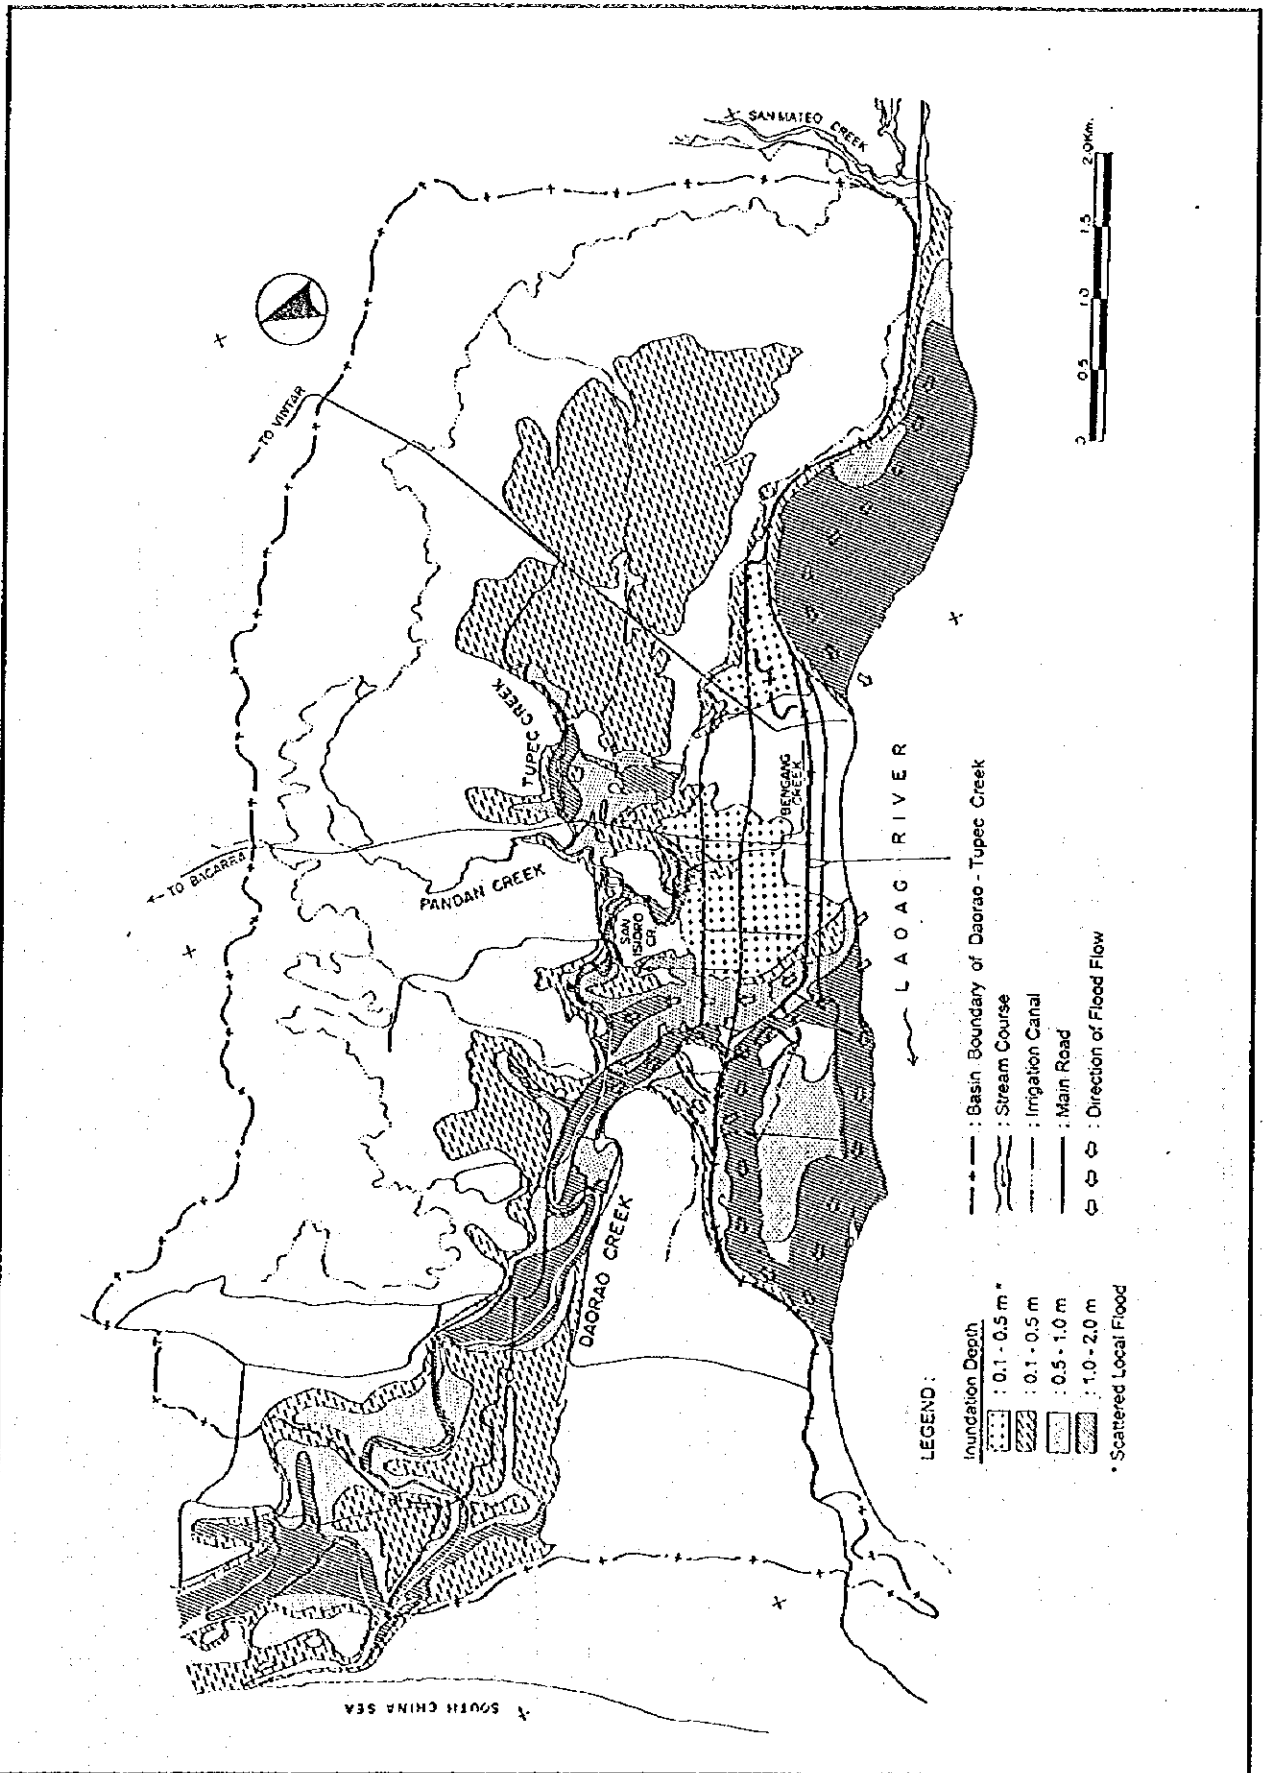 SAN MATEO CREEK
TO VINTAR
TO BACARRA
TUPEC CREEK
PANDAN CREEK
SAN
ISIDRO
CR.
BENGANG
CREEK
LAOAG RIVER
DAORAO CREEK
SOUTH CHINA SEA
0 0.5 1.0 1.5 2.0Km.
LEGEND:
Inundation Depth
: 0.1 - 0.5 m *
: 0.1 - 0.5 m
: 0.5 - 1.0 m
: 1.0 - 2.0 m
* Scattered Local Flood
: Basin Boundary of Daorao - Tupec Creek
: Stream Course
: Irrigation Canal
: Main Road
: Direction of Flood Flow